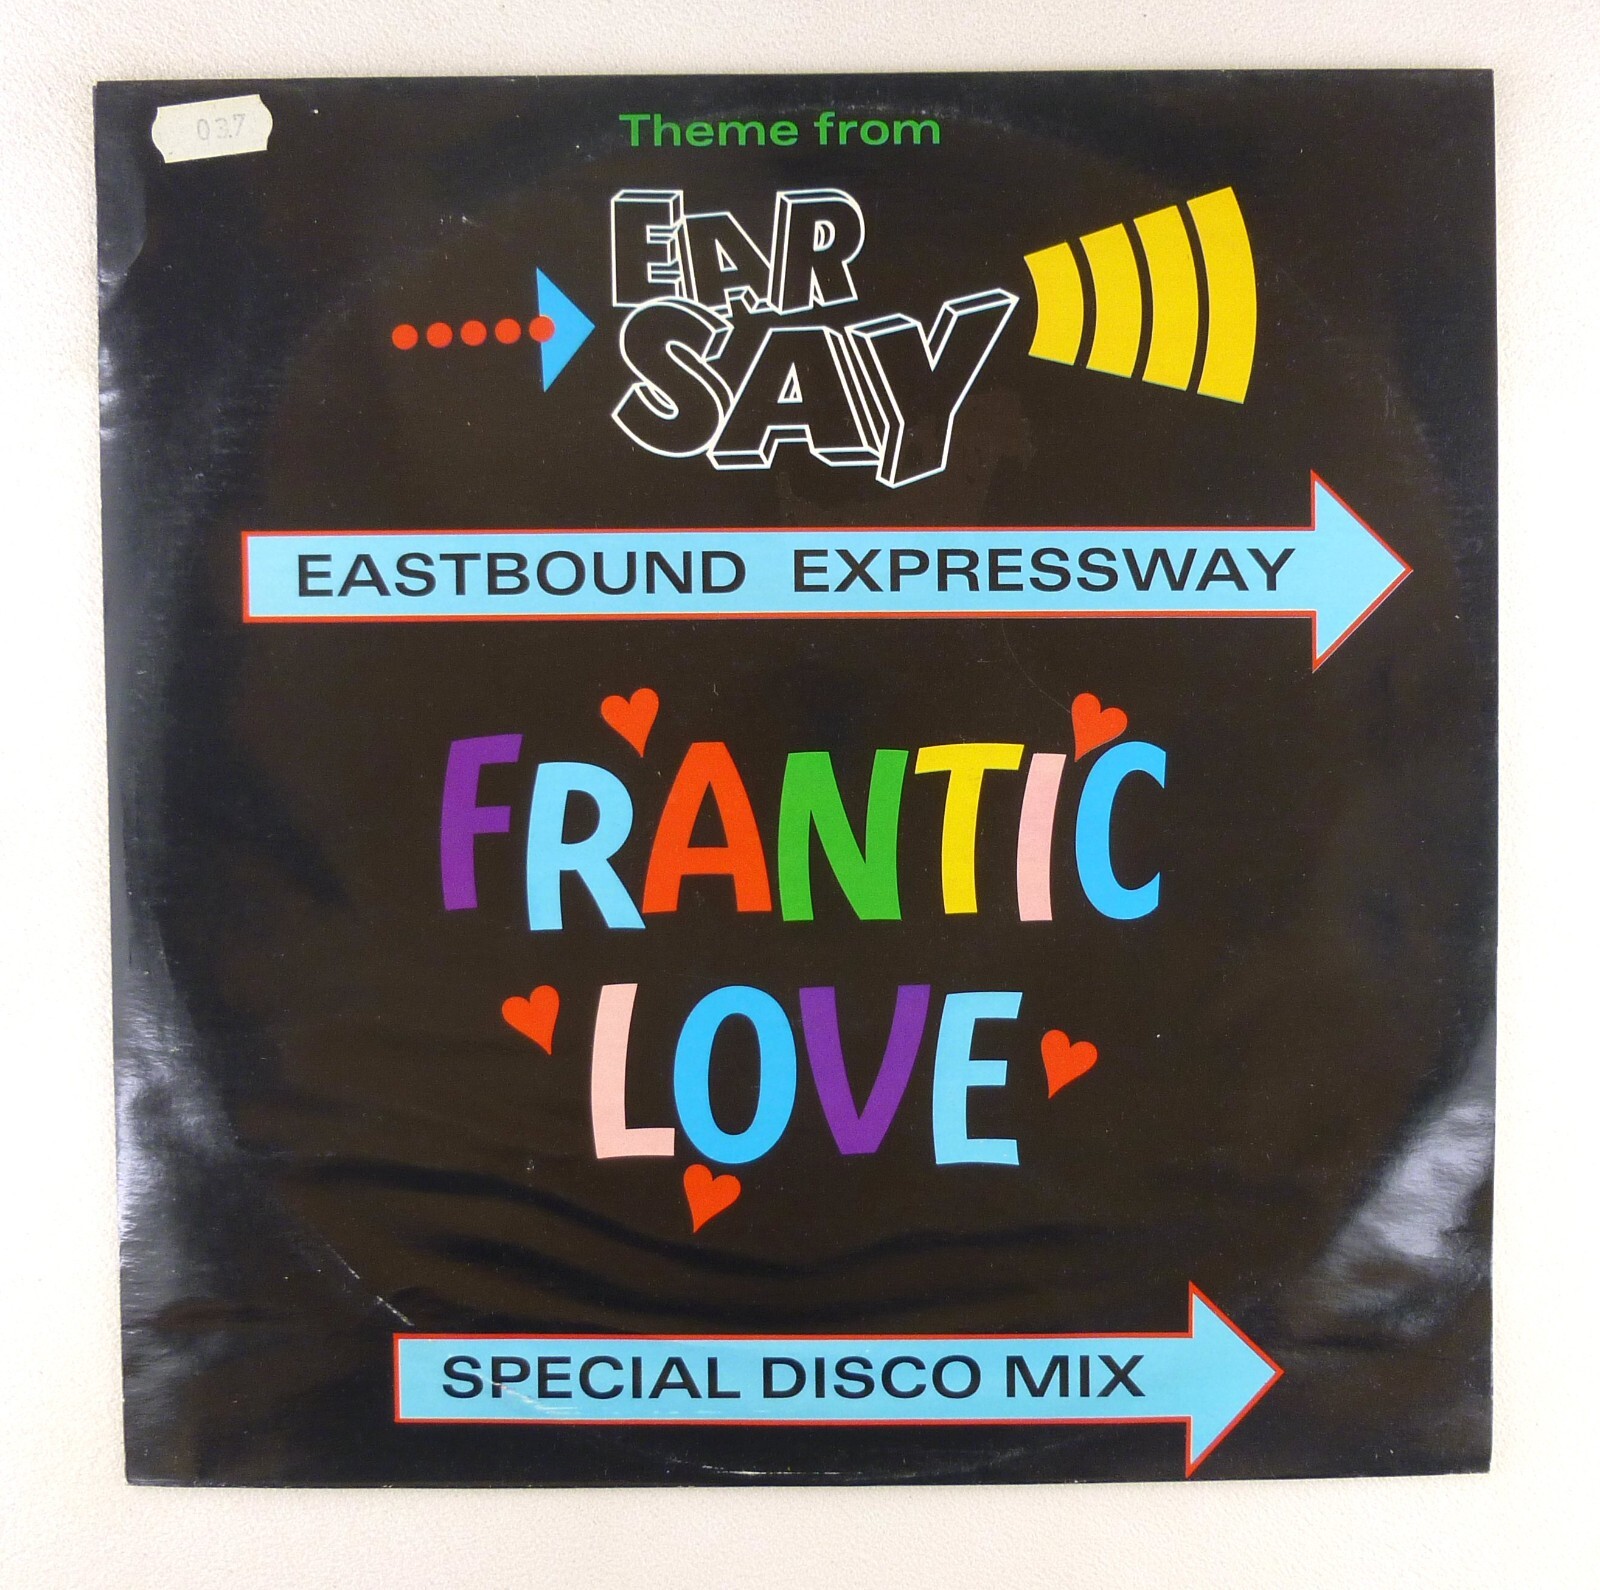 037
Theme from
EAR
SAY
EASTBOUND EXPRESSWAY
FRANTIC
LOVE
SPECIAL DISCO MIX